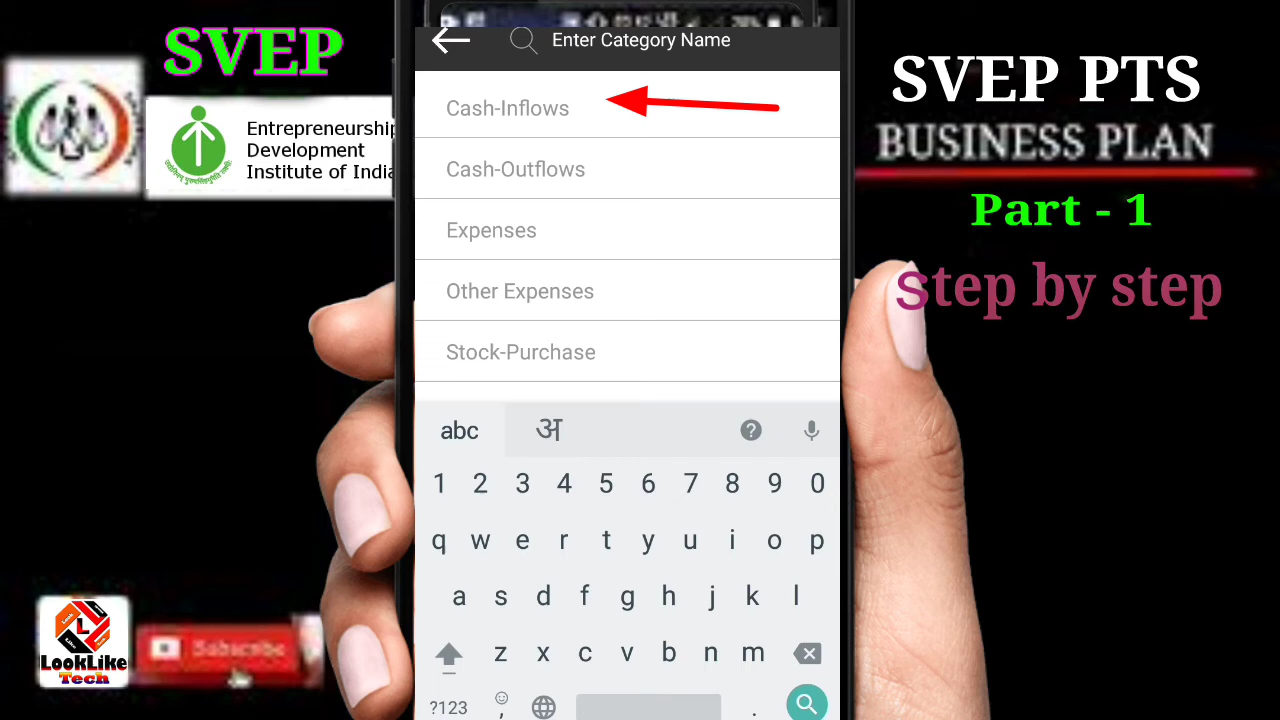 SVEP
Entrepreneurship
Development
Institute of India
Enter Category Name
Cash-Inflows
Cash-Outflows
Expenses
Other Expenses
Stock-Purchase
abc अ
1 2 3 4 5 6 7 8 9 0
q w e r t y u i o p
a s d f g h j k l
z x c v b n m
?123 , .
SVEP PTS
BUSINESS PLAN
Part - 1
step by step
L
LookLike
Tech
Subscribe